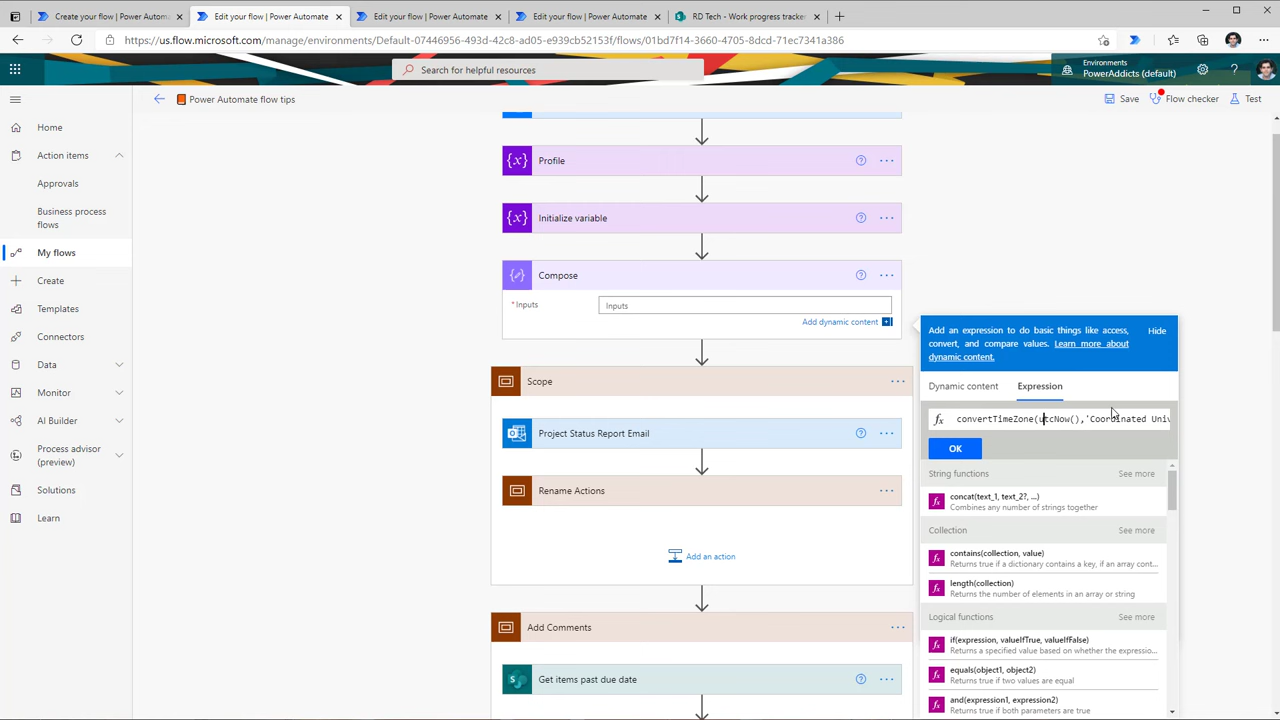 Create your flow | Power Automate
Edit your flow | Power Automate
Edit your flow | Power Automate
Edit your flow | Power Automate
RD Tech - Work progress tracker
https://us.flow.microsoft.com/manage/environments/Default-07446956-493d-42c8-ad05-e939cb52153f/flows/01bd7f14-3660-4705-bdcd-71ec7341a386
Search for helpful resources
Environments
PowerAddicts (default)
Power Automate flow tips
Save
Flow checker
Test
Home
Action items
Approvals
Business process
flows
My flows
Create
Templates
Connectors
Data
Monitor
AI Builder
Process advisor
(preview)
Solutions
Learn
Profile
Initialize variable
Compose
* Inputs
Inputs
Add dynamic content
Scope
Project Status Report Email
Rename Actions
Add an action
Add Comments
Get items past due date
Add an expression to do basic things like access,
convert, and compare values. Learn more about
dynamic content.
Hide
Dynamic content
Expression
fx convertTimeZone(utcNow(),'Coordinated Univ
OK
String functions
See more
concat(text_1, text_2?, ...)
Combines any number of strings together
Collection
See more
contains(collection, value)
Returns true if a dictionary contains a key, if an array cont...
length(collection)
Returns the number of elements in an array or string
Logical functions
See more
if(expression, valueIfTrue, valueIfFalse)
Returns a specified value based on whether the expressio...
equals(object1, object2)
Returns true if two values are equal
and(expression1, expression2)
Returns true if both parameters are true